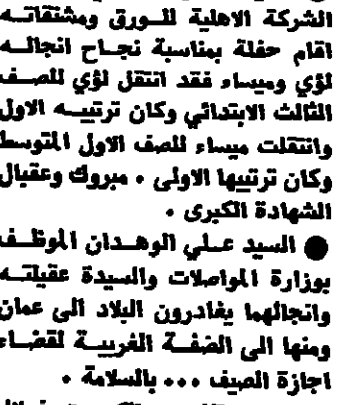 الشركة الاهلية للورق ومشتقاته
اقام حفلة بمناسبة نجاح انجاله
لؤي وميساء فقد انتقل لؤي للصف
الثالث الابتدائي وكان ترتيبه الاول
وانتقلت ميساء للصف الاول المتوسط
وكان ترتيبها الاولى . مبروك وعقبال
الشهادة الكبرى .
● السيد علي الوهدان الموظف
بوزارة المواصلات والسيدة عقيلته
وانجالهما يغادرون البلاد الى عمان
ومنها الى الضفة الغربية لقضاء
اجازة الصيف ... بالسلامة .